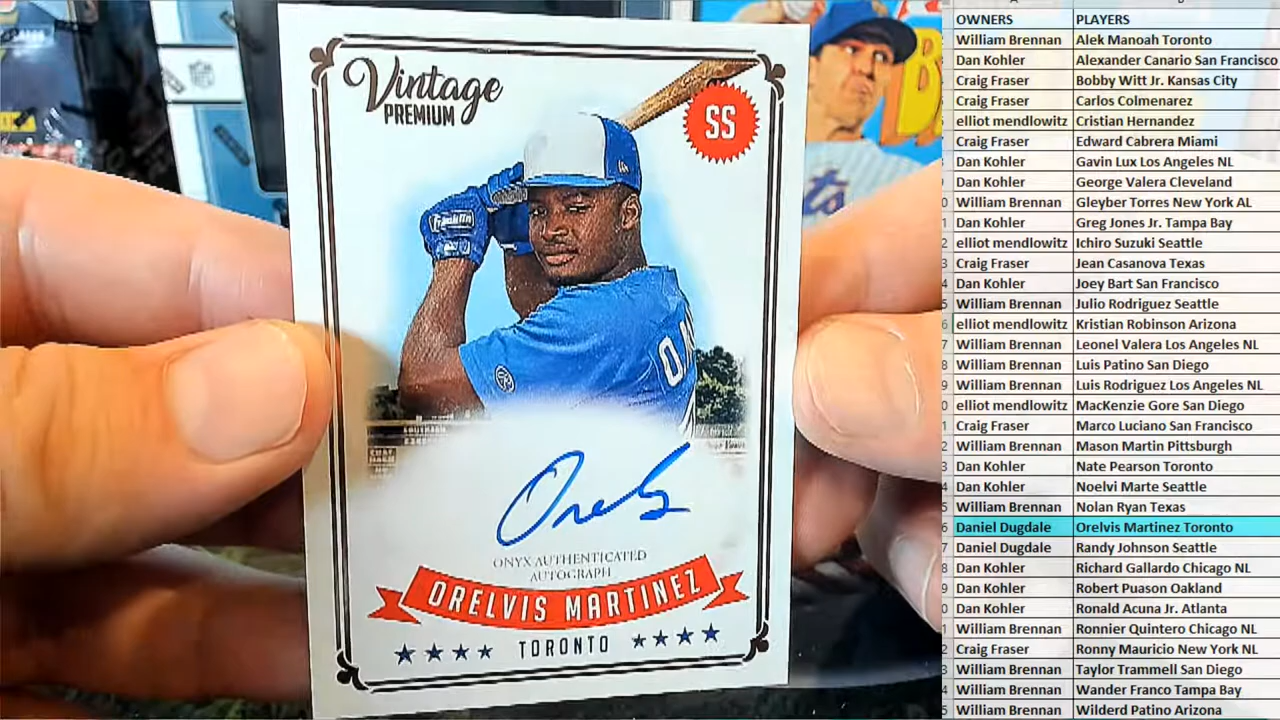 Vintage
PREMIUM
SS
Franklin
ONYX AUTHENTICATED
AUTOGRAPH
ORELVIS MARTINEZ
TORONTO
OWNERS PLAYERS
William Brennan Alek Manoah Toronto
Dan Kohler Alexander Canario San Francisco
Craig Fraser Bobby Witt Jr. Kansas City
Craig Fraser Carlos Colmenarez
elliot mendlowitz Cristian Hernandez
Craig Fraser Edward Cabrera Miami
Dan Kohler Gavin Lux Los Angeles NL
Dan Kohler George Valera Cleveland
William Brennan Gleyber Torres New York AL
Dan Kohler Greg Jones Jr. Tampa Bay
elliot mendlowitz Ichiro Suzuki Seattle
Craig Fraser Jean Casanova Texas
Dan Kohler Joey Bart San Francisco
William Brennan Julio Rodriguez Seattle
elliot mendlowitz Kristian Robinson Arizona
William Brennan Leonel Valera Los Angeles NL
William Brennan Luis Patino San Diego
William Brennan Luis Rodriguez Los Angeles NL
elliot mendlowitz MacKenzie Gore San Diego
Craig Fraser Marco Luciano San Francisco
William Brennan Mason Martin Pittsburgh
Dan Kohler Nate Pearson Toronto
Dan Kohler Noelvi Marte Seattle
William Brennan Nolan Ryan Texas
Daniel Dugdale Orelvis Martinez Toronto
Daniel Dugdale Randy Johnson Seattle
Dan Kohler Richard Gallardo Chicago NL
Dan Kohler Robert Puason Oakland
Dan Kohler Ronald Acuna Jr. Atlanta
William Brennan Ronnier Quintero Chicago NL
Craig Fraser Ronny Mauricio New York NL
William Brennan Taylor Trammell San Diego
William Brennan Wander Franco Tampa Bay
William Brennan Wilderd Patino Arizona